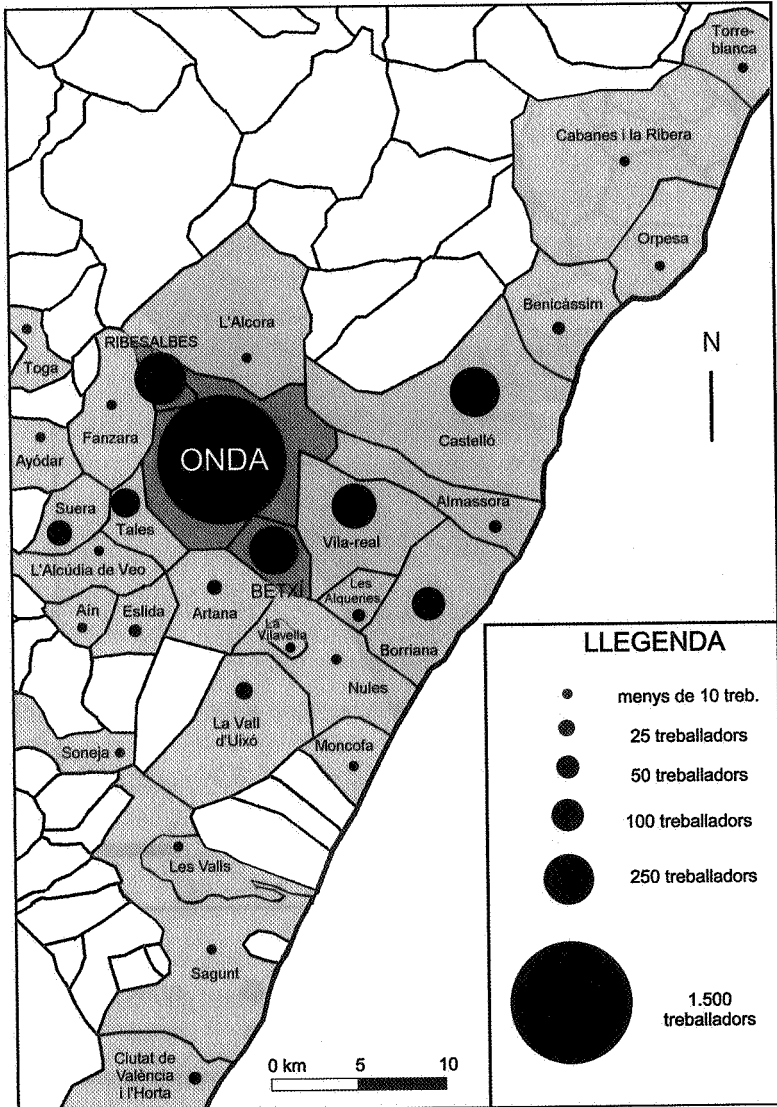 Torre-
blanca
Cabanes i la Ribera
Orpesa
Benicàssim
L'Alcora
RIBESALBES
Toga
N
Fanzara
Castelló
ONDA
Ayódar
Suera
Tales
Almassora
Vila-real
L'Alcúdia de Veo
BETXÍ
Les
Alquenes
Artana
Ain
Eslida
La
Vilavella
Borriana
Nules
La Vall
d'Uixó
Moncofa
Soneja
Les Valls
Sagunt
Ciutat de
València
i l'Horta
0 km 5 10
LLEGENDA
menys de 10 treb.
25 treballadors
50 treballadors
100 treballadors
250 treballadors
1.500
treballadors